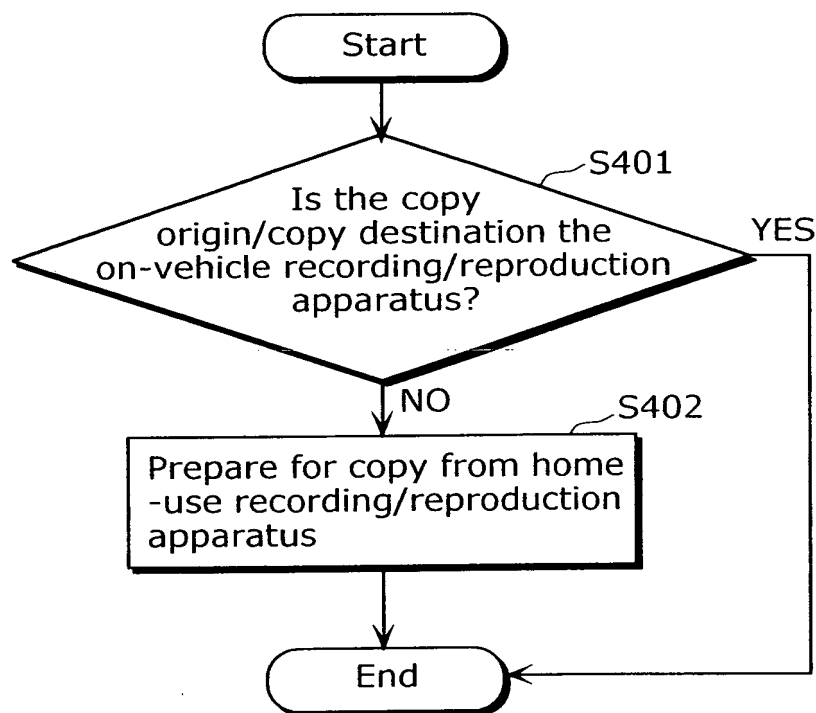 Start
S401
Is the copy
origin/copy destination the
on-vehicle recording/reproduction
apparatus?
YES
NO
S402
Prepare for copy from home
-use recording/reproduction
apparatus
End